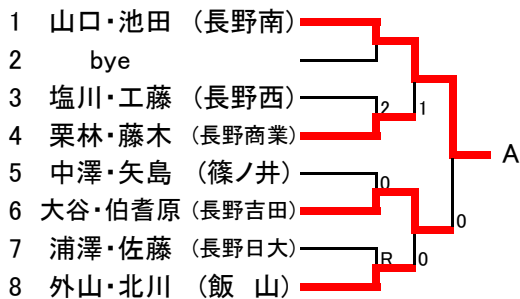 1 山口・池田 (長野南)
2 bye
3 塩川・工藤 (長野西)
2 1
4 栗林・藤木 (長野商業)
A
5 中澤・矢島 (篠ノ井)
0
6 大谷・伯耆原 (長野吉田)
0
7 浦澤・佐藤 (長野日大)
R 0
8 外山・北川 (飯 山)